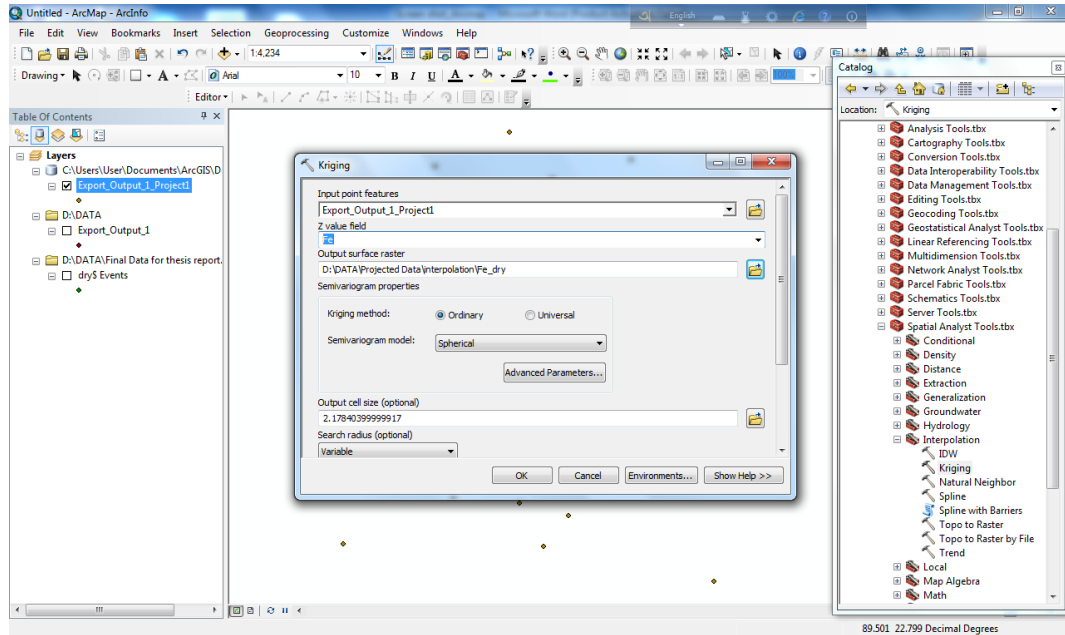 Untitled - ArcMap - ArcInfo
English
File Edit View Bookmarks Insert Selection Geoprocessing Customize Windows Help
1:4,234
Drawing Arial 10 B I U A 100%
Editor
Table Of Contents
Layers
C:\Users\User\Documents\ArcGIS\D
Export_Output_1_Project1
D:\DATA
Export_Output_1
D:\DATA\Final Data for thesis report.
dry$ Events
Kriging
Input point features
Export_Output_1_Project1
Z value field
Fe
Output surface raster
D:\DATA\Projected Data\interpolation\Fe_dry
Semivariogram properties
Kriging method: Ordinary Universal
Semivariogram model: Spherical
Advanced Parameters...
Output cell size (optional)
2.17840399999917
Search radius (optional)
Variable
OK Cancel Environments... Show Help >>
Catalog
Location: Kriging
Analysis Tools.tbx
Cartography Tools.tbx
Conversion Tools.tbx
Data Interoperability Tools.tbx
Data Management Tools.tbx
Editing Tools.tbx
Geocoding Tools.tbx
Geostatistical Analyst Tools.tbx
Linear Referencing Tools.tbx
Multidimension Tools.tbx
Network Analyst Tools.tbx
Parcel Fabric Tools.tbx
Schematics Tools.tbx
Server Tools.tbx
Spatial Analyst Tools.tbx
Conditional
Density
Distance
Extraction
Generalization
Groundwater
Hydrology
Interpolation
IDW
Kriging
Natural Neighbor
Spline
Spline with Barriers
Topo to Raster
Topo to Raster by File
Trend
Local
Map Algebra
Math
89.501 22.799 Decimal Degrees